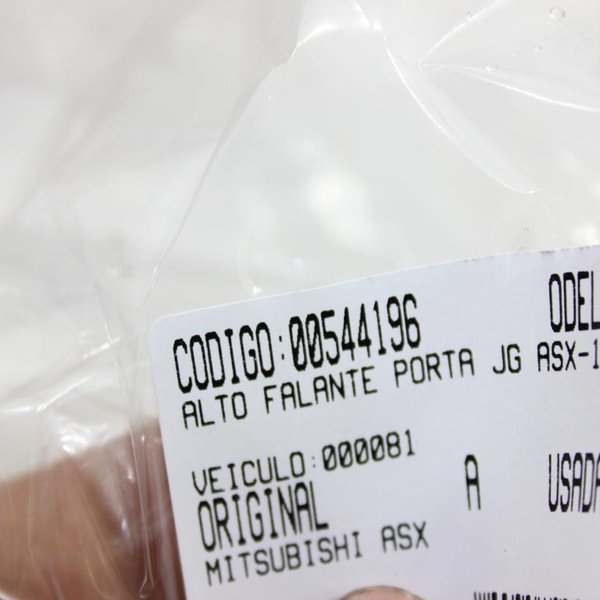 CODIGO:00544196 ODEL
ALTO FALANTE PORTA JG ASX-1
VEICULO:000081
ORIGINAL A USADA
MITSUBISHI ASX